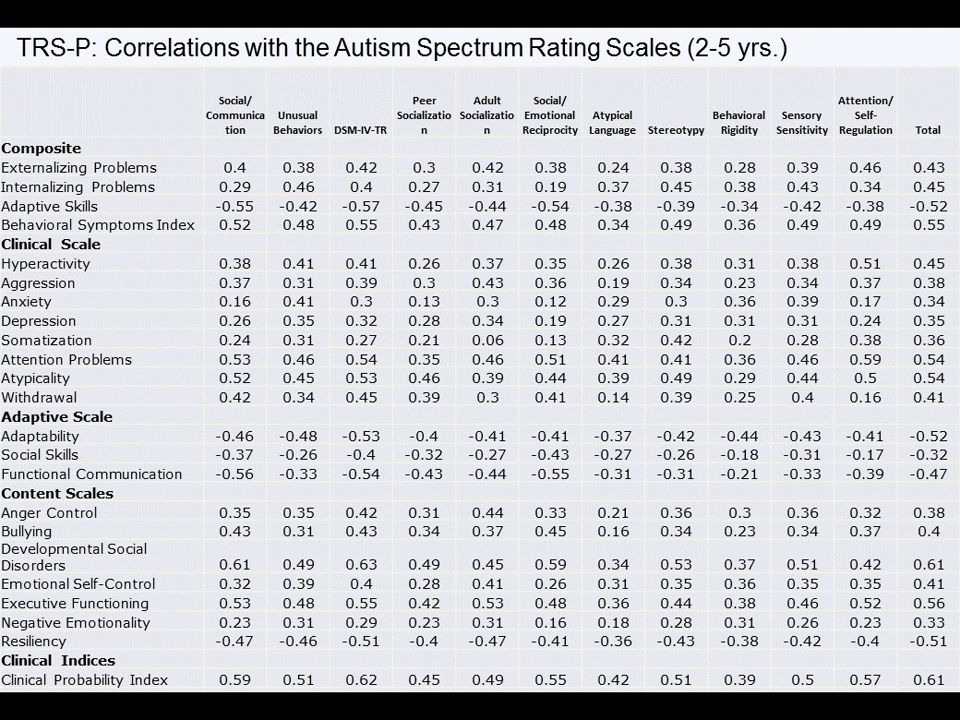 TRS-P: Correlations with the Autism Spectrum Rating Scales (2-5 yrs.)
Social/ Communica tion Unusual Behaviors DSM-IV-TR Peer Socializatio n Adult Socializatio n Social/ Emotional Reciprocity Atypical Language Stereotypy Behavioral Rigidity Sensory Sensitivity Attention/ Self- Regulation Total
Composite
Externalizing Problems 0.4 0.38 0.42 0.3 0.42 0.38 0.24 0.38 0.28 0.39 0.46 0.43
Internalizing Problems 0.29 0.46 0.4 0.27 0.31 0.19 0.37 0.45 0.38 0.43 0.34 0.45
Adaptive Skills -0.55 -0.42 -0.57 -0.45 -0.44 -0.54 -0.38 -0.39 -0.34 -0.42 -0.38 -0.52
Behavioral Symptoms Index 0.52 0.48 0.55 0.43 0.47 0.48 0.34 0.49 0.36 0.49 0.49 0.55
Clinical Scale
Hyperactivity 0.38 0.41 0.41 0.26 0.37 0.35 0.26 0.38 0.31 0.38 0.51 0.45
Aggression 0.37 0.31 0.39 0.3 0.43 0.36 0.19 0.34 0.23 0.34 0.37 0.38
Anxiety 0.16 0.41 0.3 0.13 0.3 0.12 0.29 0.3 0.36 0.39 0.17 0.34
Depression 0.26 0.35 0.32 0.28 0.34 0.19 0.27 0.31 0.31 0.31 0.24 0.35
Somatization 0.24 0.31 0.27 0.21 0.06 0.13 0.32 0.42 0.2 0.28 0.38 0.36
Attention Problems 0.53 0.46 0.54 0.35 0.46 0.51 0.41 0.41 0.36 0.46 0.59 0.54
Atypicality 0.52 0.45 0.53 0.46 0.39 0.44 0.39 0.49 0.29 0.44 0.5 0.54
Withdrawal 0.42 0.34 0.45 0.39 0.3 0.41 0.14 0.39 0.25 0.4 0.16 0.41
Adaptive Scale
Adaptability -0.46 -0.48 -0.53 -0.4 -0.41 -0.41 -0.37 -0.42 -0.44 -0.43 -0.41 -0.52
Social Skills -0.37 -0.26 -0.4 -0.32 -0.27 -0.43 -0.27 -0.26 -0.18 -0.31 -0.17 -0.32
Functional Communication -0.56 -0.33 -0.54 -0.43 -0.44 -0.55 -0.31 -0.31 -0.21 -0.33 -0.39 -0.47
Content Scales
Anger Control 0.35 0.35 0.42 0.31 0.44 0.33 0.21 0.36 0.3 0.36 0.32 0.38
Bullying 0.43 0.31 0.43 0.34 0.37 0.45 0.16 0.34 0.23 0.34 0.37 0.4
Developmental Social
Disorders 0.61 0.49 0.63 0.49 0.45 0.59 0.34 0.53 0.37 0.51 0.42 0.61
Emotional Self-Control 0.32 0.39 0.4 0.28 0.41 0.26 0.31 0.35 0.36 0.35 0.35 0.41
Executive Functioning 0.53 0.48 0.55 0.42 0.53 0.48 0.36 0.44 0.38 0.46 0.52 0.56
Negative Emotionality 0.23 0.31 0.29 0.23 0.31 0.16 0.18 0.28 0.31 0.26 0.23 0.33
Resiliency -0.47 -0.46 -0.51 -0.4 -0.47 -0.41 -0.36 -0.43 -0.38 -0.42 -0.4 -0.51
Clinical Indices
Clinical Probability Index 0.59 0.51 0.62 0.45 0.49 0.55 0.42 0.51 0.39 0.5 0.57 0.61